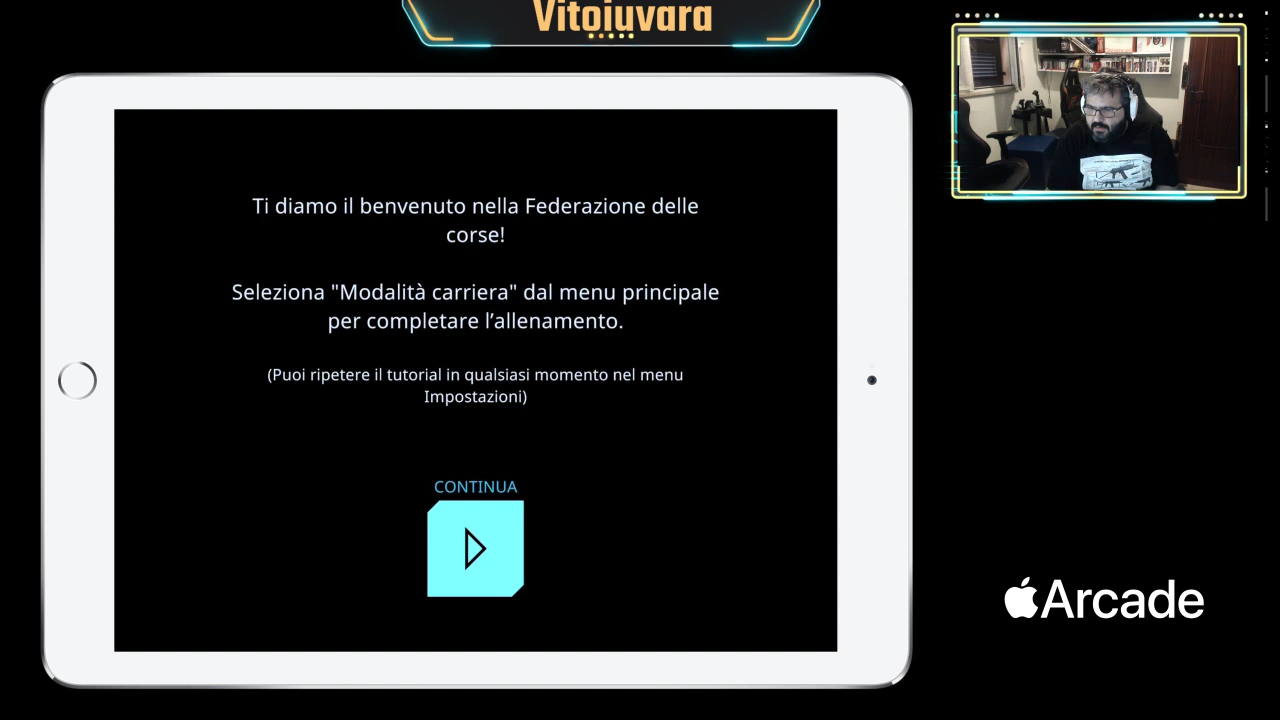 Vitoiuvara
Ti diamo il benvenuto nella Federazione delle
corse!
Seleziona "Modalità carriera" dal menu principale
per completare l’allenamento.
(Puoi ripetere il tutorial in qualsiasi momento nel menu
Impostazioni)
CONTINUA
Arcade